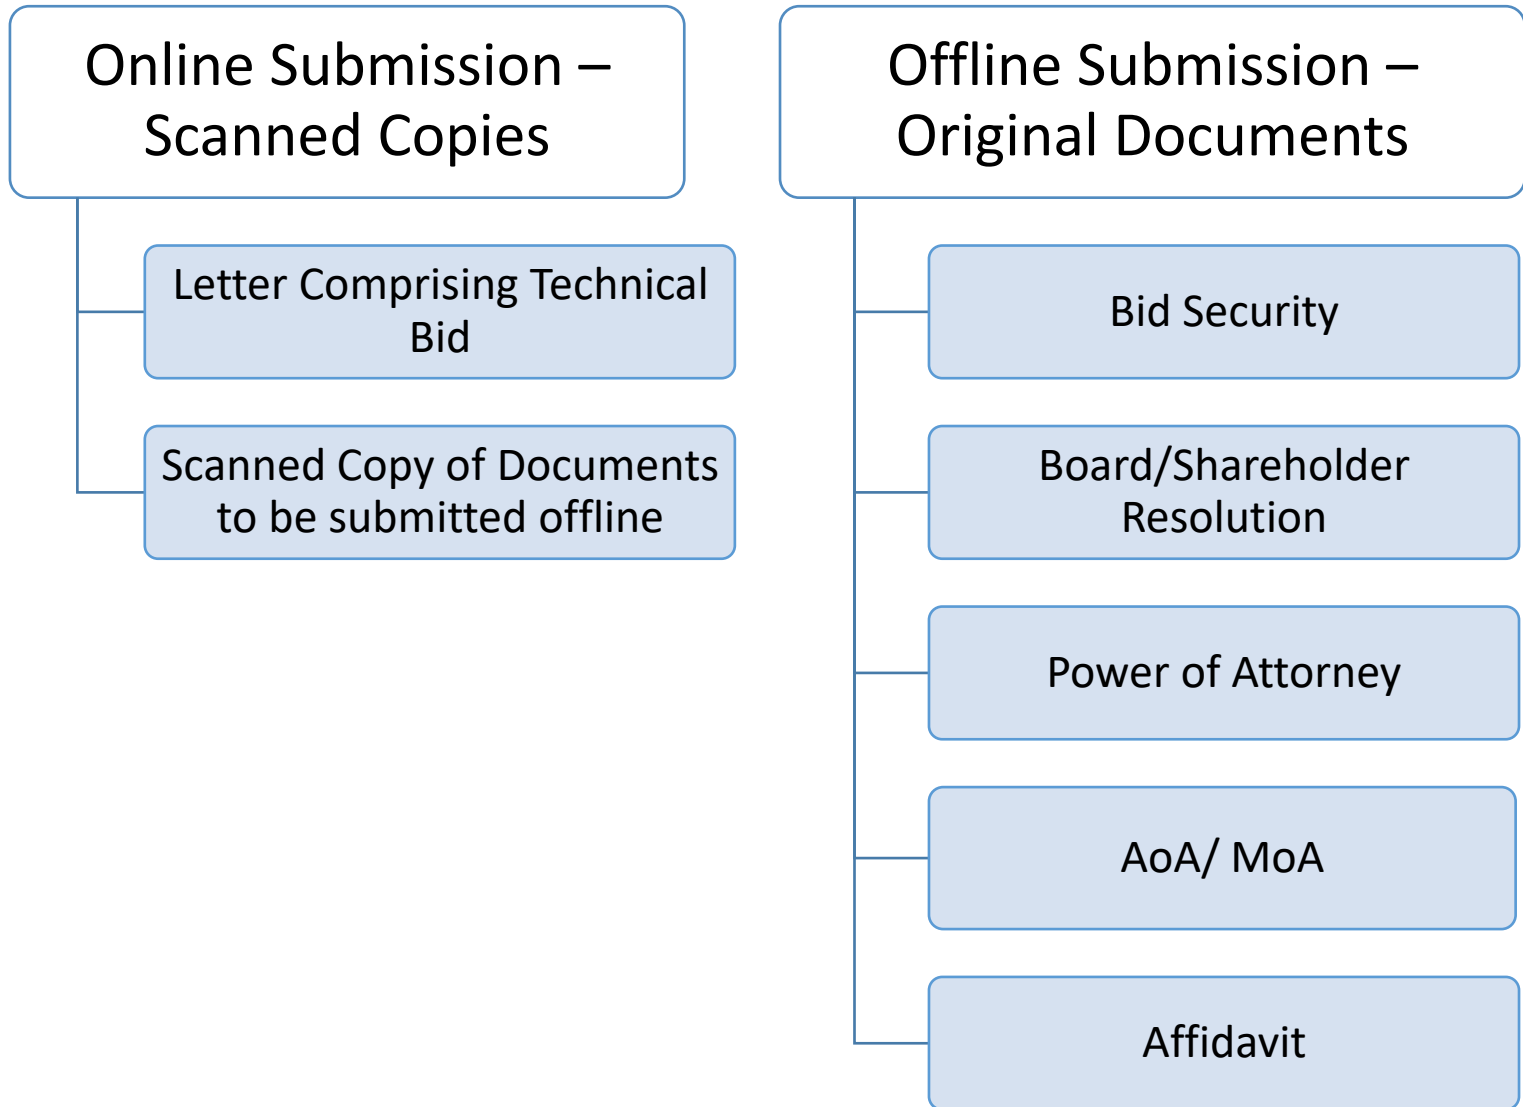 Online Submission –
Scanned Copies
Letter Comprising Technical
Bid
Scanned Copy of Documents
to be submitted offline
Offline Submission –
Original Documents
Bid Security
Board/Shareholder
Resolution
Power of Attorney
AoA/ MoA
Affidavit